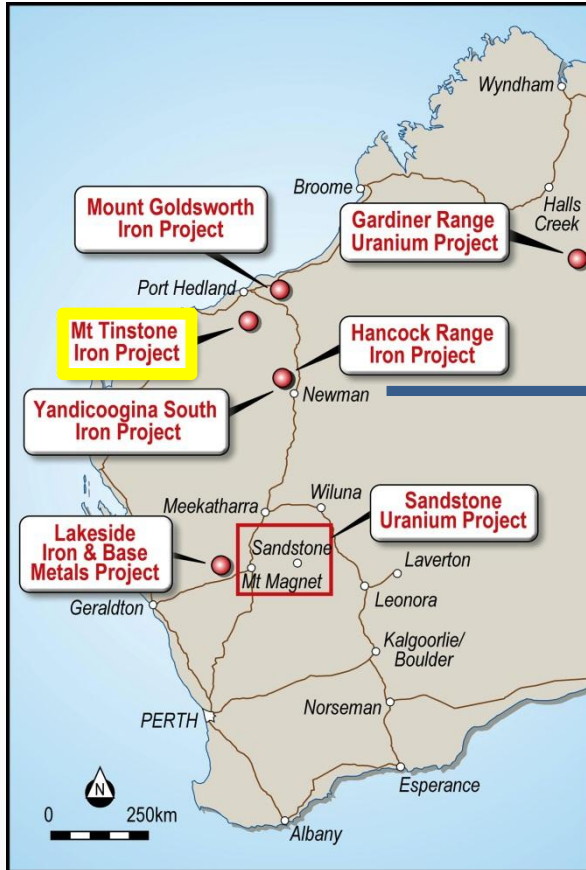 Wyndham
Broome
Halls
Creek
Mount Goldsworth
Iron Project
Gardiner Range
Uranium Project
Port Hedland
Mt Tinstone
Iron Project
Hancock Range
Iron Project
Newman
Yandicoogina South
Iron Project
Meekatharra
Wiluna
Sandstone
Uranium Project
Lakeside
Iron & Base
Metals Project
Sandstone
Mt Magnet
Laverton
Leonora
Geraldton
Kalgoorlie/
Boulder
PERTH
Norseman
Esperance
N
0 250km
Albany